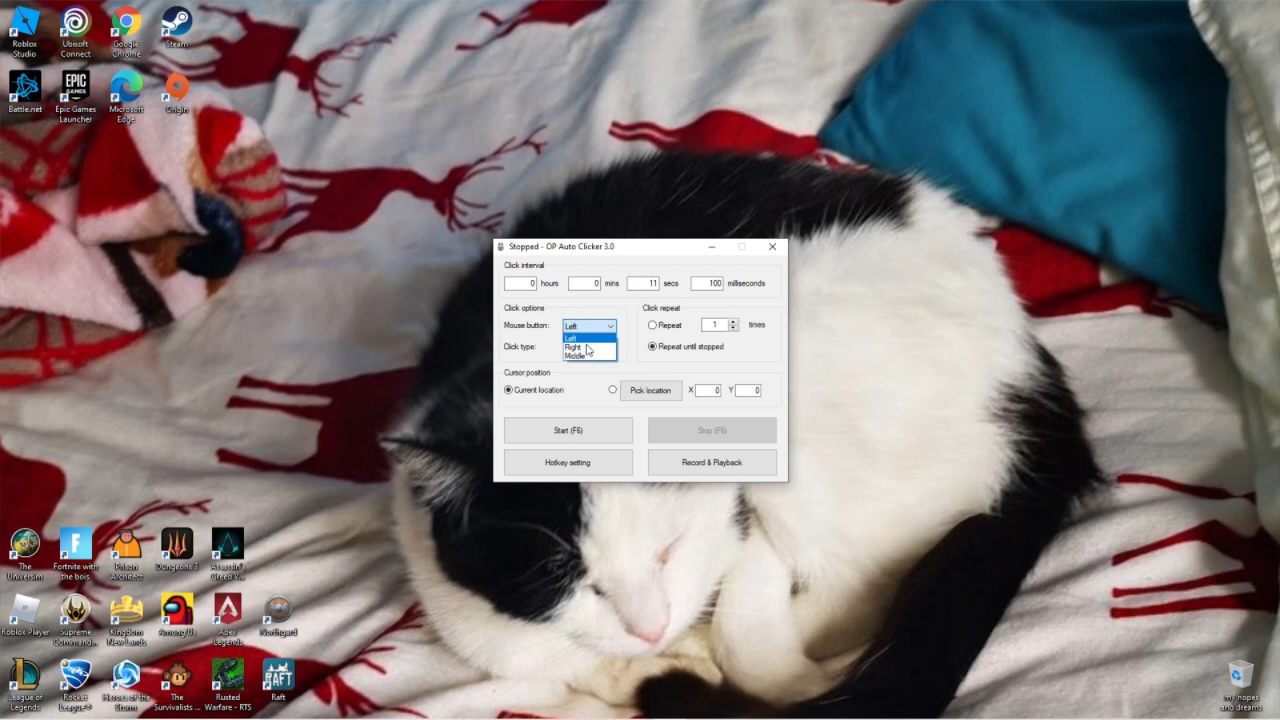 Roblox
Studio
Ubisoft
Connect
Google
Chrome
Steam
Battle.net
EPIC
GAMES
Epic Games
Launcher
Microsoft
Edge
Origin
Stopped - OP Auto Clicker 3.0
Click interval
0 hours 0 mins 11 secs 100 milliseconds
Click options
Click repeat
Mouse button: Left
Repeat 1 times
Left
Right
Middle
Click type:
Repeat until stopped
Cursor position
Current location
Pick location X 0 Y 0
Start (F6)
Stop (F6)
Hotkey setting
Record & Playback
The
Universim
F
Fortnite with
the bois
Prison
Architect
Dungeons 3
Assassin's
Creed V...
Roblox Player
Supreme
Command...
Kingdom
New Lands
Among Us
Apex
Legends
Northgard
League of
Legends
Rocket
League®
Heroes of the
Storm
The
Survivalists ...
Rusted
Warfare - RTS
RAFT
Raft
my hopes
and dreams